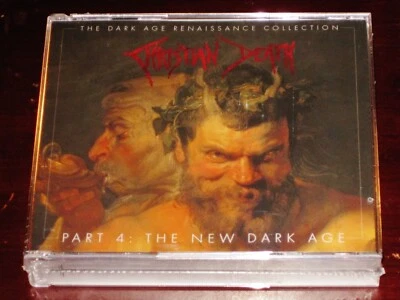 THE DARK AGE RENAISSANCE COLLECTION
Christian Death
PART 4: THE NEW DARK AGE